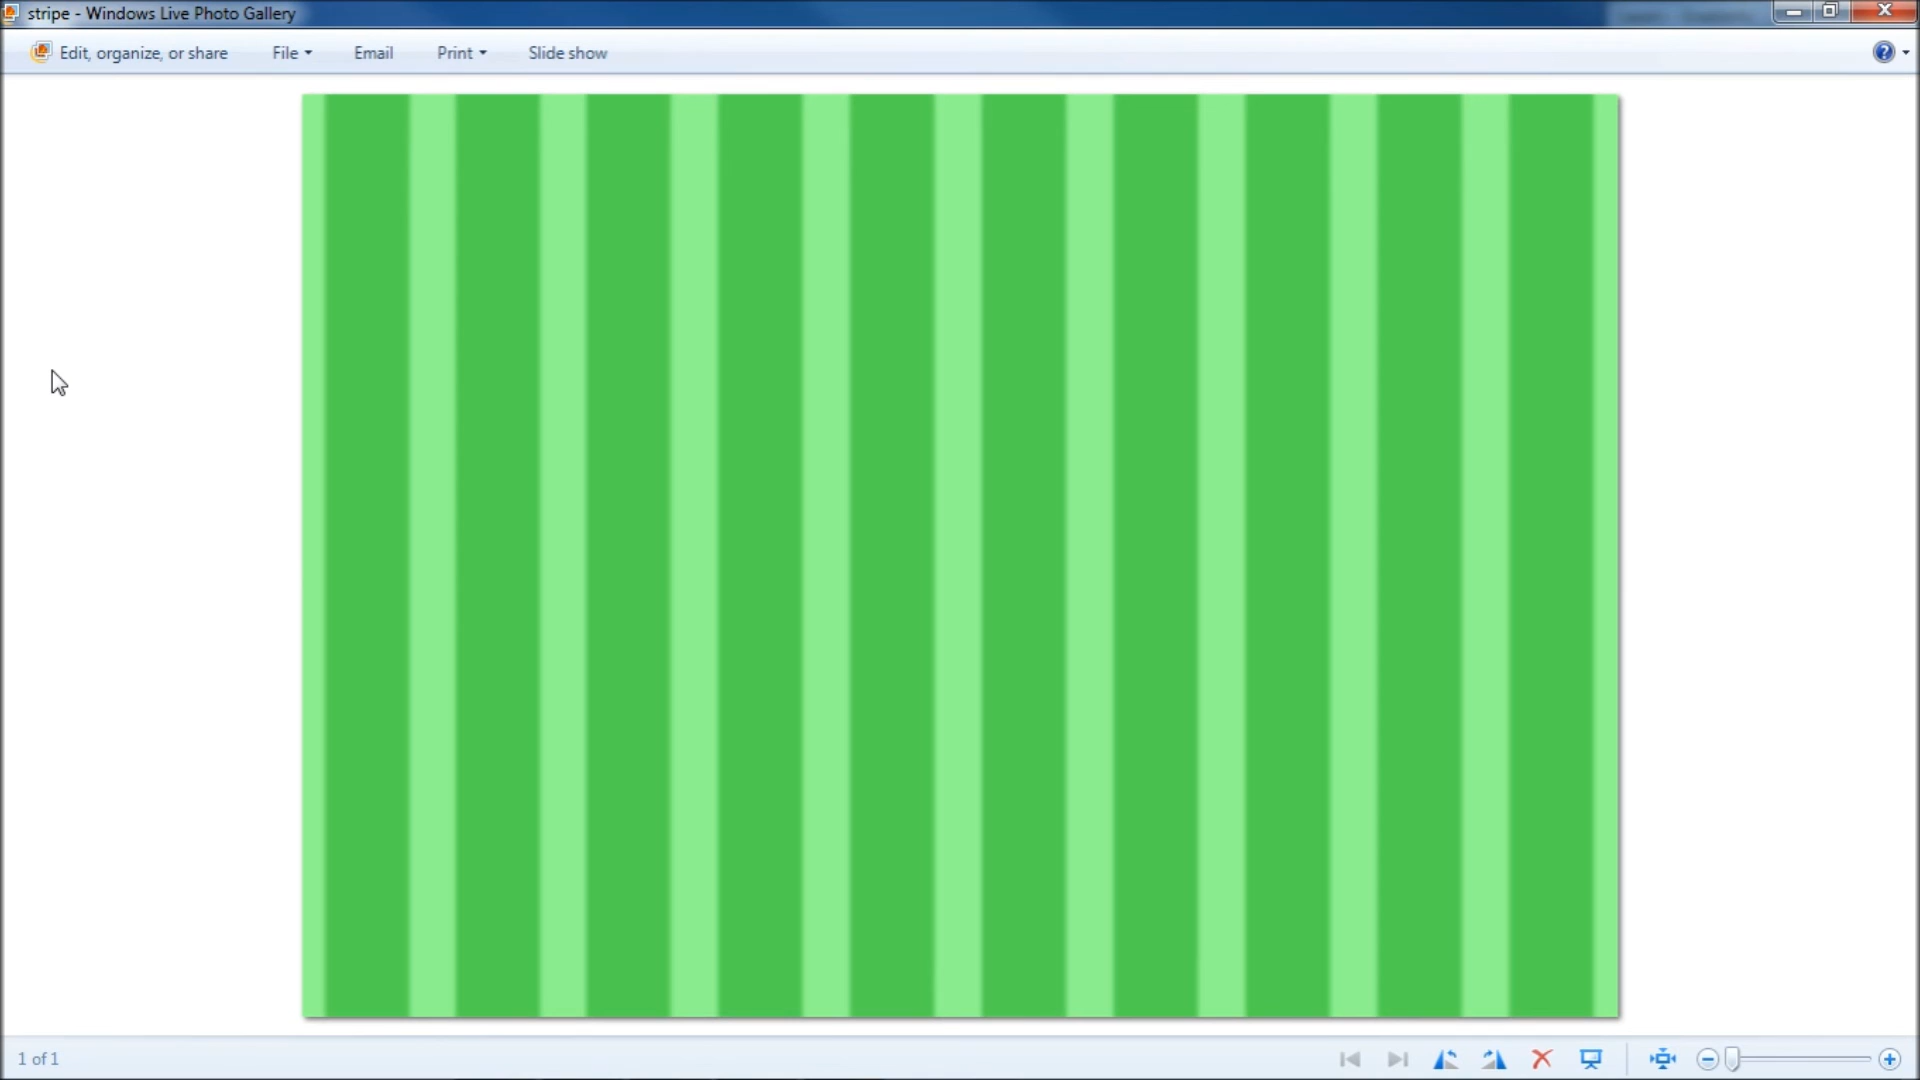 stripe - Windows Live Photo Gallery
Edit, organize, or share File Email Print Slide show
1 of 1